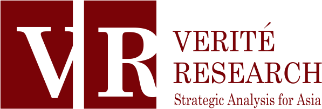 VR
VERITÉ
RESEARCH
Strategic Analysis for Asia